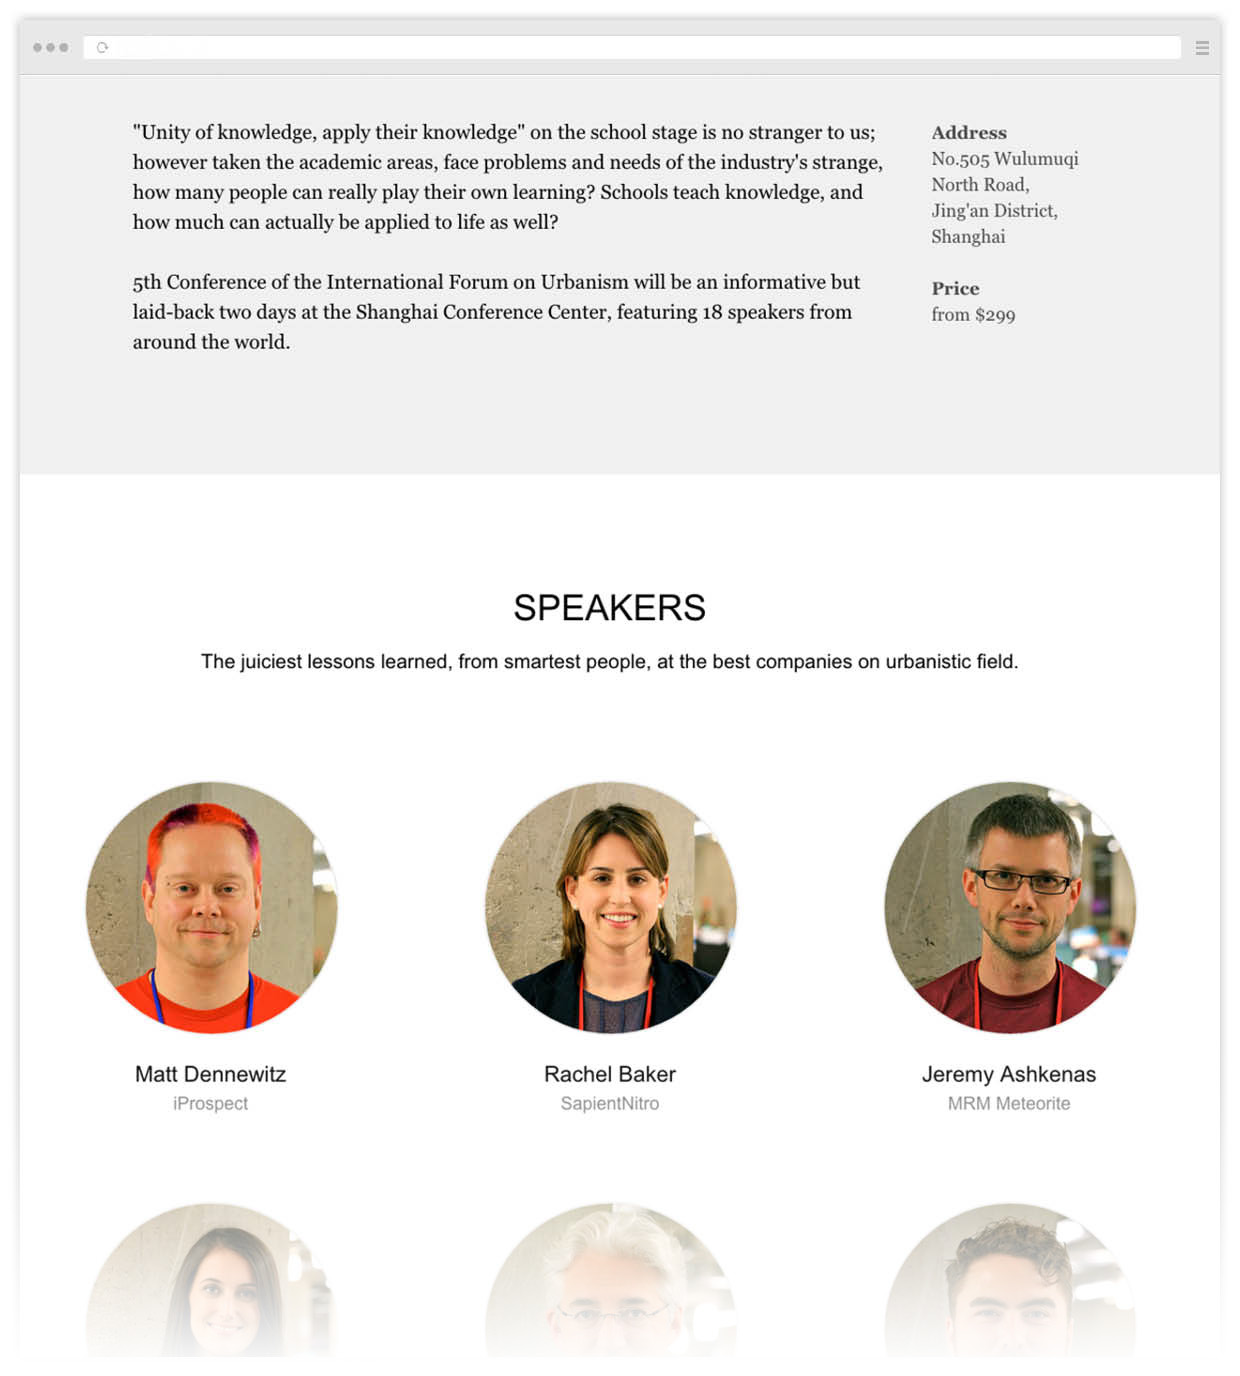 "Unity of knowledge, apply their knowledge" on the school stage is no stranger to us;
however taken the academic areas, face problems and needs of the industry's strange,
how many people can really play their own learning? Schools teach knowledge, and
how much can actually be applied to life as well?
5th Conference of the International Forum on Urbanism will be an informative but
laid-back two days at the Shanghai Conference Center, featuring 18 speakers from
around the world.
Address
No.505 Wulumuqi
North Road,
Jing'an District,
Shanghai
Price
from $299
SPEAKERS
The juiciest lessons learned, from smartest people, at the best companies on urbanistic field.
Matt Dennewitz
iProspect
Rachel Baker
SapientNitro
Jeremy Ashkenas
MRM Meteorite